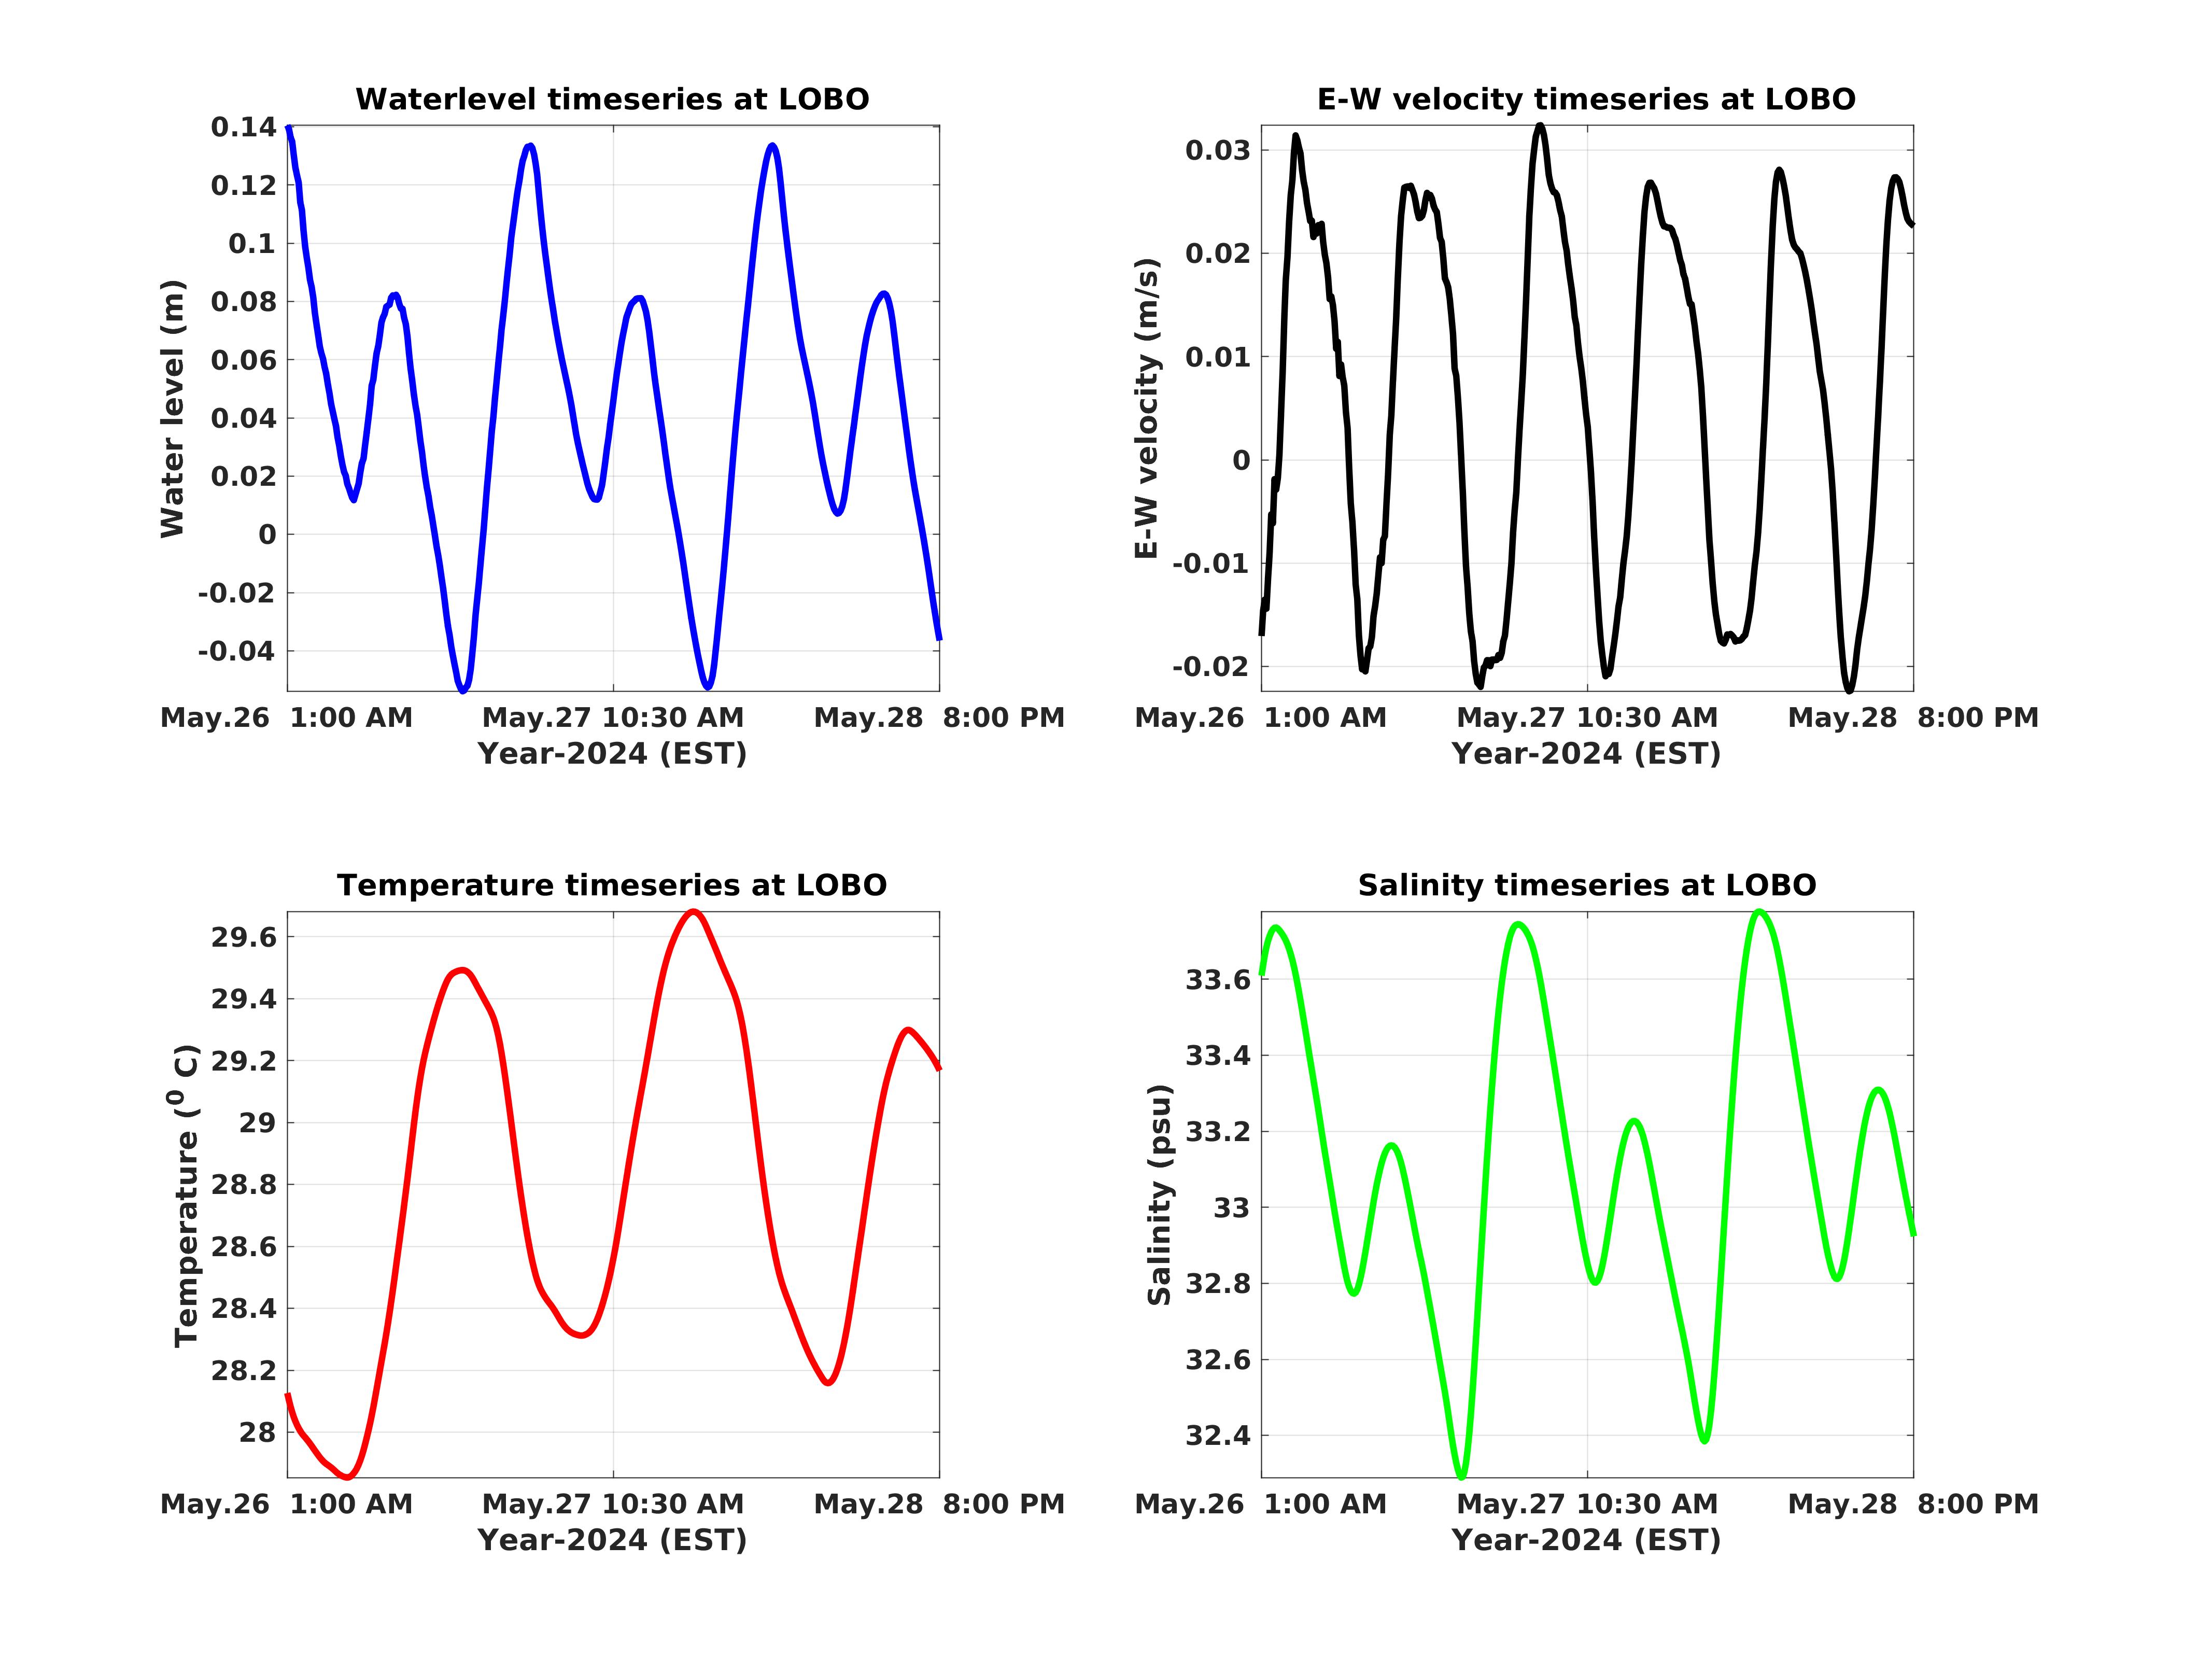 Waterlevel timeseries at LOBO
0.14
0.12
0.1
0.08
0.06
0.04
0.02
0
-0.02
-0.04
Water level (m)
May.26 1:00 AM
May.27 10:30 AM
May.28 8:00 PM
Year-2024 (EST)
E-W velocity timeseries at LOBO
0.03
0.02
0.01
0
-0.01
-0.02
E-W velocity (m/s)
May.26 1:00 AM
May.27 10:30 AM
May.28 8:00 PM
Year-2024 (EST)
Temperature timeseries at LOBO
29.6
29.4
29.2
29
28.8
28.6
28.4
28.2
28
Temperature (⁰ C)
May.26 1:00 AM
May.27 10:30 AM
May.28 8:00 PM
Year-2024 (EST)
Salinity timeseries at LOBO
33.6
33.4
33.2
33
32.8
32.6
32.4
Salinity (psu)
May.26 1:00 AM
May.27 10:30 AM
May.28 8:00 PM
Year-2024 (EST)